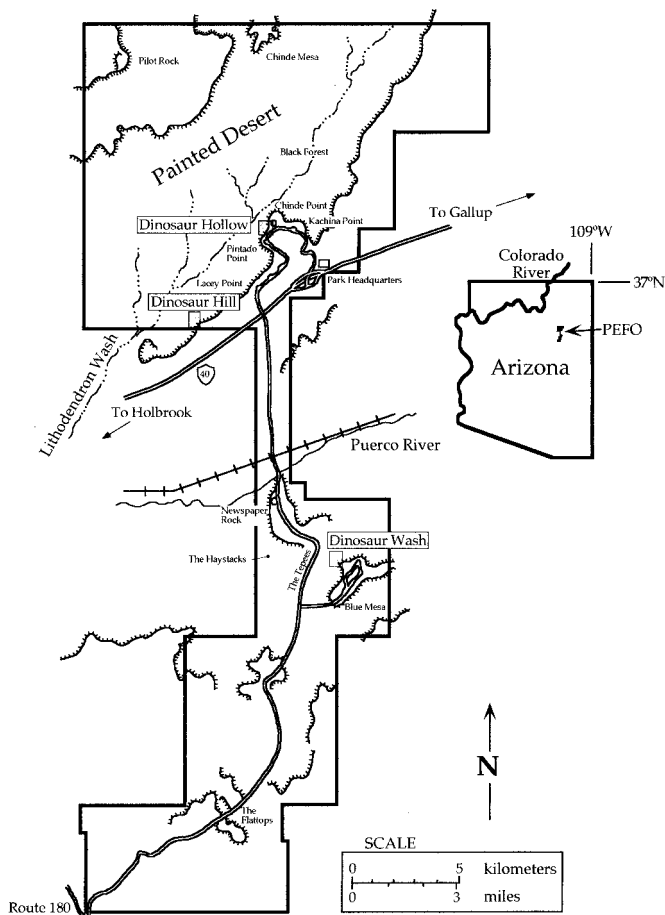 Pilot Rock
Chinde Mesa
Painted Desert
Black Forest
Chinde Point
Dinosaur Hollow
Kachina Point
To Gallup
Pintado
Point
Park Headquarters
Lacey Point
Dinosaur Hill
Lithodendron Wash
40
To Holbrook
109°W
Colorado
River
37°N
PEFO
Arizona
Puerco River
Newspaper
Rock
Dinosaur Wash
The Haystacks
The Tepees
Blue Mesa
N
The
Flattops
SCALE
0 5 kilometers
0 3 miles
Route 180